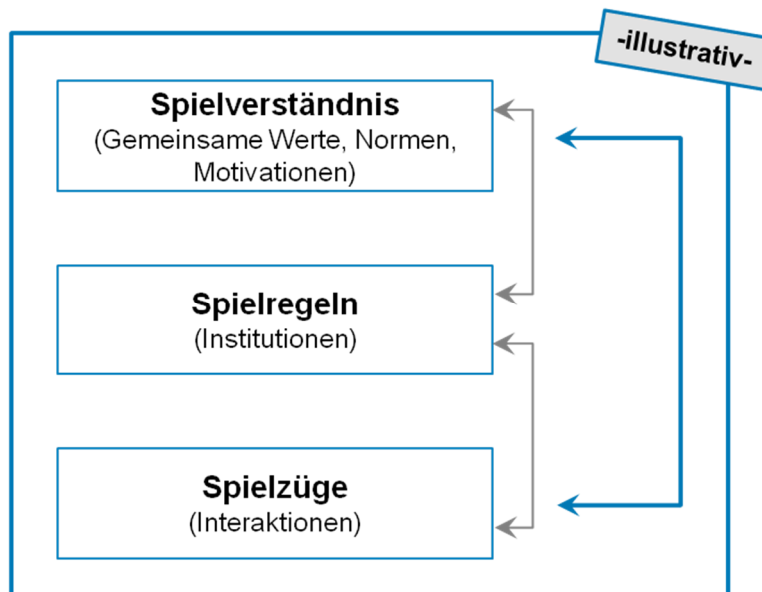 -illustrativ-
Spielverständnis
(Gemeinsame Werte, Normen,
Motivationen)
Spielregeln
(Institutionen)
Spielzüge
(Interaktionen)